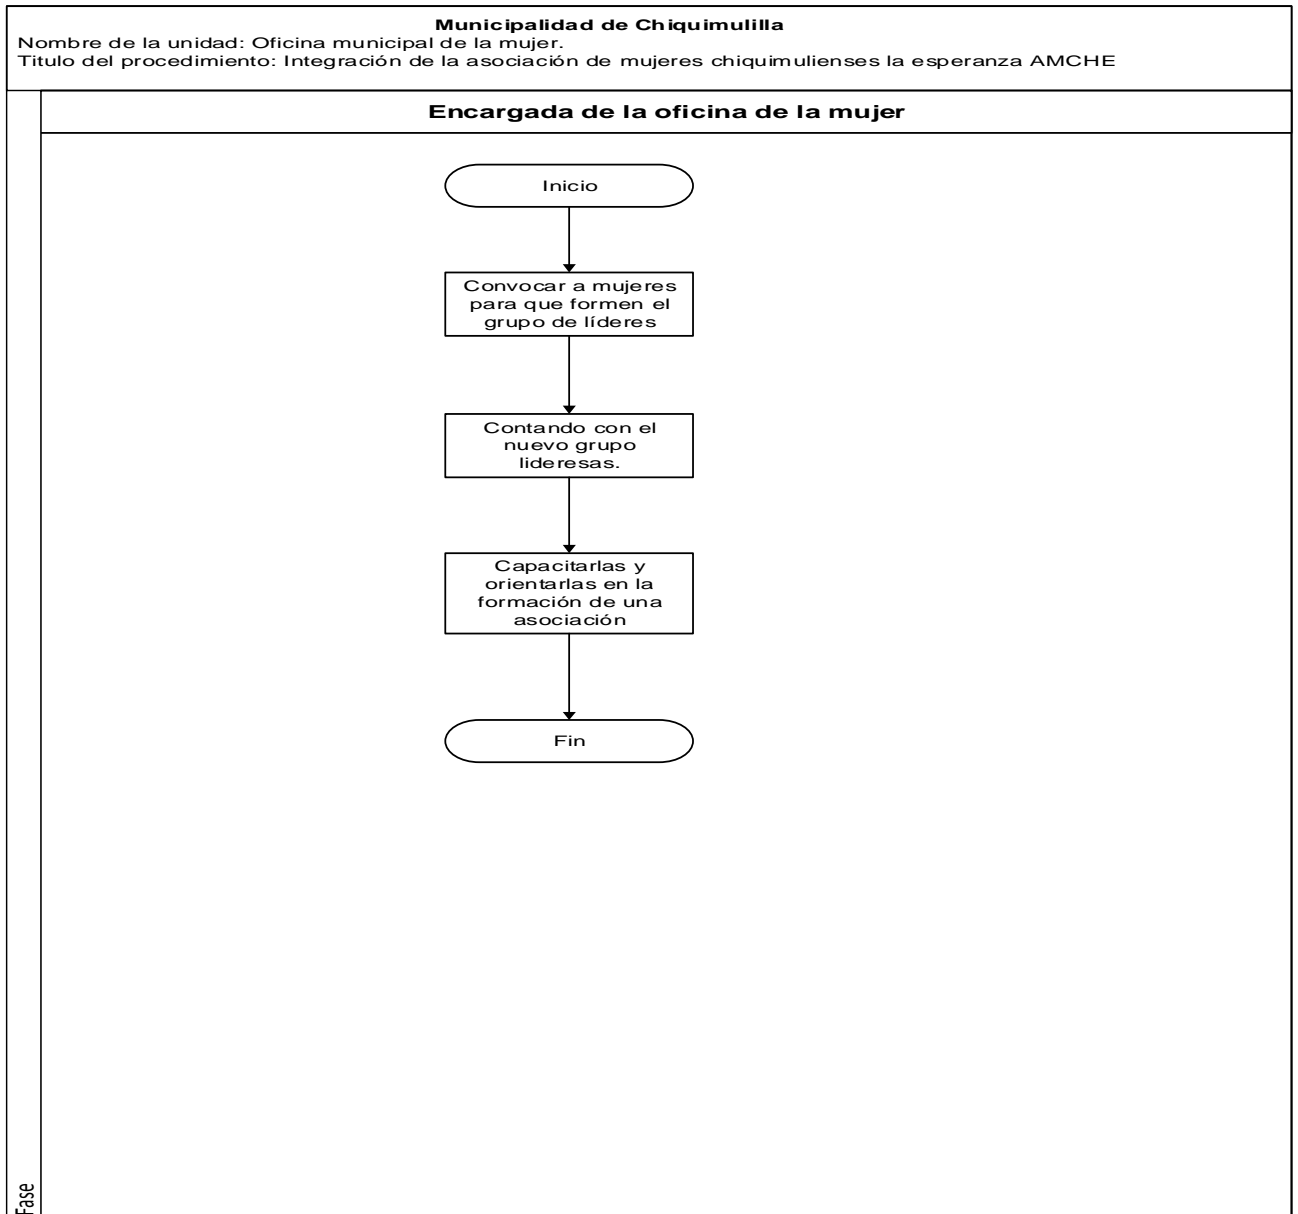 Municipalidad de Chiquimulilla
Nombre de la unidad: Oficina municipal de la mujer.
Titulo del procedimiento: Integración de la asociación de mujeres chiquimulienses la esperanza AMCHE
Encargada de la oficina de la mujer
Inicio
Convocar a mujeres
para que formen el
grupo de líderes
Contando con el
nuevo grupo
lideresas.
Capacitarlas y
orientarlas en la
formación de una
asociación
Fin
Fase